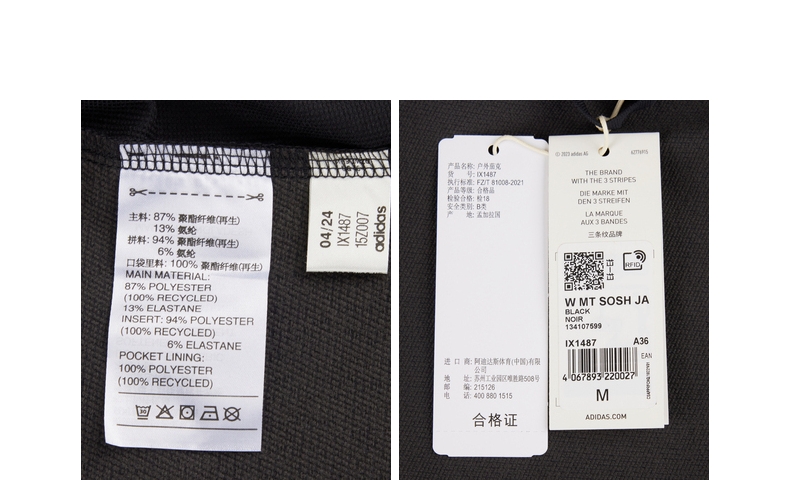 主料: 87% 聚酯纤维(再生)
13% 氨纶
拼料: 94% 聚酯纤维(再生)
6% 氨纶
口袋里料: 100% 聚酯纤维(再生)
MAIN MATERIAL:
87% POLYESTER
(100% RECYCLED)
13% ELASTANE
INSERT: 94% POLYESTER
(100% RECYCLED)
6% ELASTANE
POCKET LINING:
100% POLYESTER
(100% RECYCLED)
04/24
IX1487
15Z007
adidas
产品名称: 户外茄克
货 号: IX1487
执行标准: FZ/T 81008-2021
产品等级: 合格品
检验合格: 检18
安全类别: B类
产 地: 孟加拉国
进 口 商: 阿迪达斯体育(中国)有限
公司
地 址: 苏州工业园区唯胜路508号
邮 编: 215126
电 话: 400 880 1515
合格证
© 2023 adidas AG
THE BRAND
WITH THE 3 STRIPES
DIE MARKE MIT
DEN 3 STREIFEN
LA MARQUE
AUX 3 BANDES
三条纹品牌
RFID
W MT SOSH JA
BLACK
NOIR
134107599
IX1487 A36
EAN
4 067893 220027
M
ADIDAS.COM